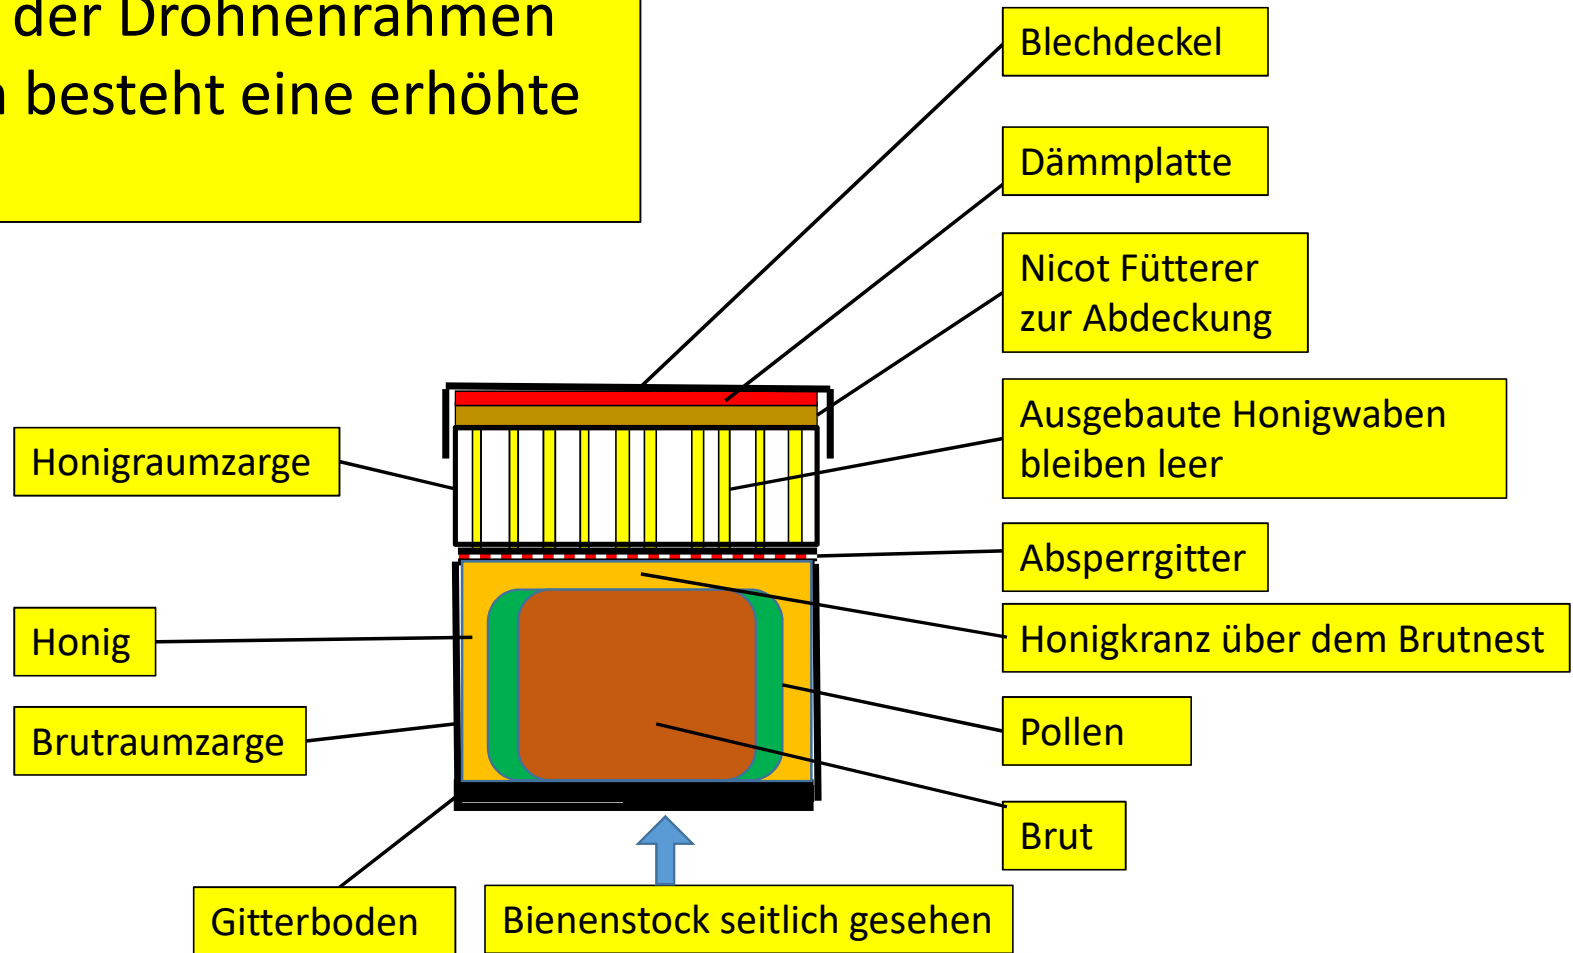 der Drohnenrahmen
besteht eine erhöhte
Blechdeckel
Dämmplatte
Nicot Fütterer
zur Abdeckung
Ausgebaute Honigwaben
bleiben leer
Honigraumzarge
Absperrgitter
Honig
Honigkranz über dem Brutnest
Brutraumzarge
Pollen
Brut
Gitterboden
Bienenstock seitlich gesehen